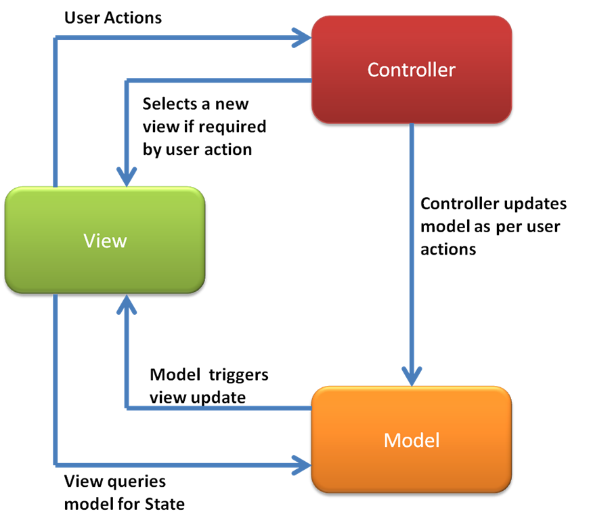 User Actions
Controller
Selects a new
view if required
by user action
Controller updates
model as per user
actions
View
Model triggers
view update
Model
View queries
model for State